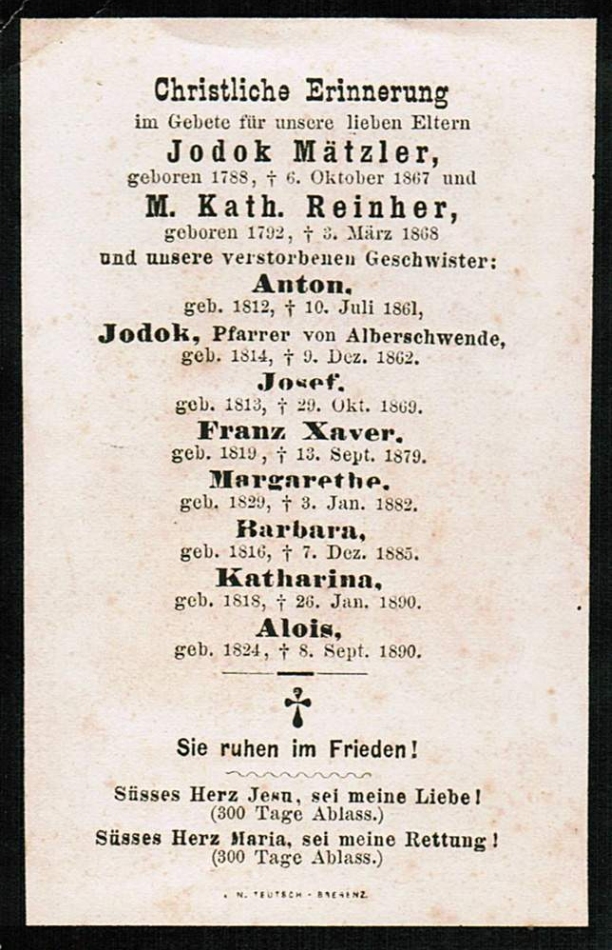 Christliche Erinnerung
im Gebete für unsere lieben Eltern
Jodok Mätzler,
geboren 1788, † 6. Oktober 1867 und
M. Kath. Reinher,
geboren 1792, † 3. März 1868
und unsere verstorbenen Geschwister:
Anton.
geb. 1812, † 10. Juli 1861,
Jodok, Pfarrer von Alberschwende,
geb. 1814, † 9. Dez. 1862.
Josef.
geb. 1813, † 29. Okt. 1869.
Franz Xaver.
geb. 1819, † 13. Sept. 1879.
Margarethe.
geb. 1829, † 3. Jan. 1882.
Barbara,
geb. 1816, † 7. Dez. 1885.
Katharina,
geb. 1818, † 26. Jan. 1890.
Alois,
geb. 1824, † 8. Sept. 1890.
Sie ruhen im Frieden!
Süsses Herz Jesu, sei meine Liebe!
(300 Tage Ablass.)
Süsses Herz Maria, sei meine Rettung!
(300 Tage Ablass.)
N. TEUTSCH - BREGENZ.